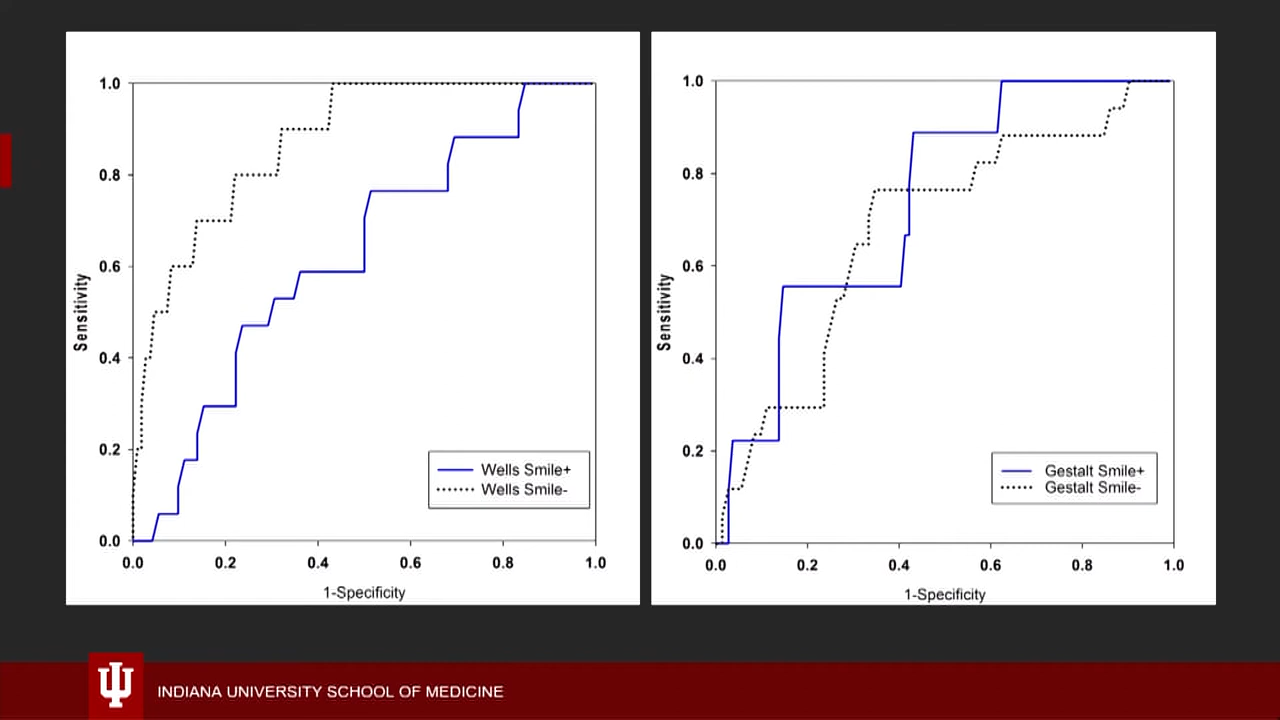 1.0
0.8
0.6
0.4
0.2
0.0
Sensitivity
0.0 0.2 0.4 0.6 0.8 1.0
1-Specificity
Wells Smile+
Wells Smile-
1.0
0.8
0.6
0.4
0.2
0.0
Sensitivity
0.0 0.2 0.4 0.6 0.8 1.0
1-Specificity
Gestalt Smile+
Gestalt Smile-
INDIANA UNIVERSITY SCHOOL OF MEDICINE